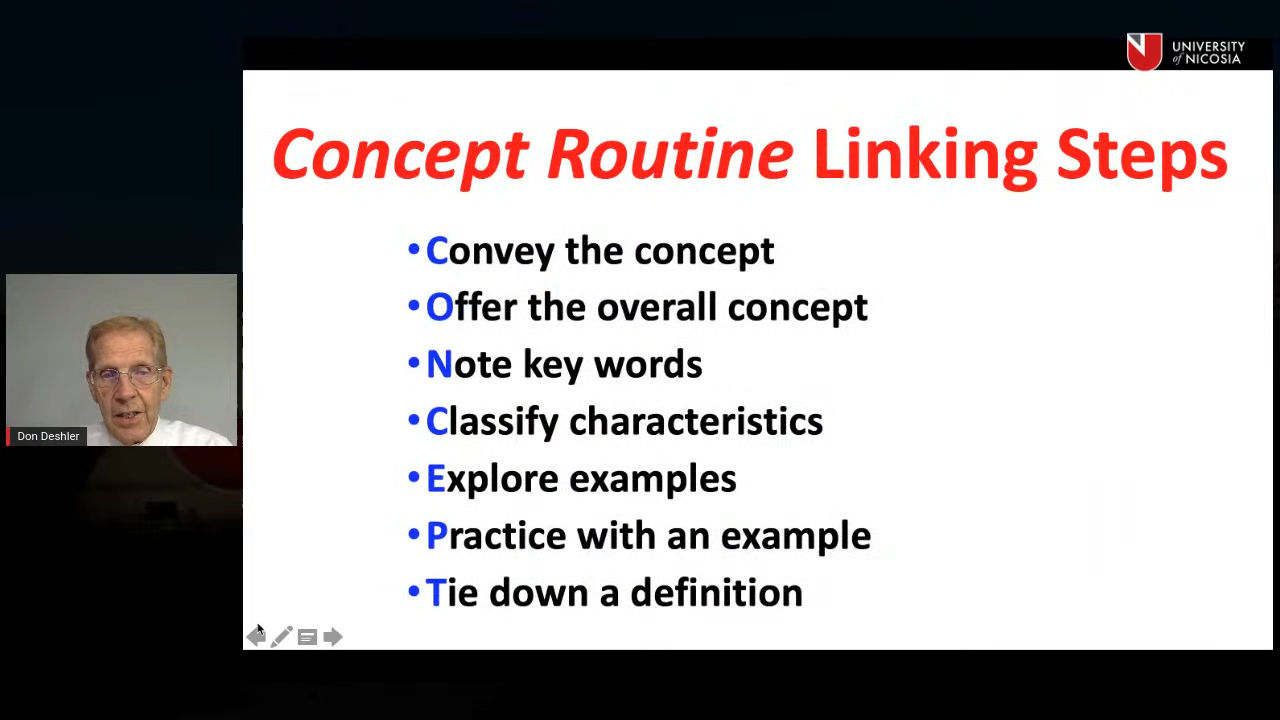 UNIVERSITY
of NICOSIA
Concept Routine Linking Steps
•Convey the concept
•Offer the overall concept
•Note key words
•Classify characteristics
•Explore examples
•Practice with an example
•Tie down a definition
Don Deshler